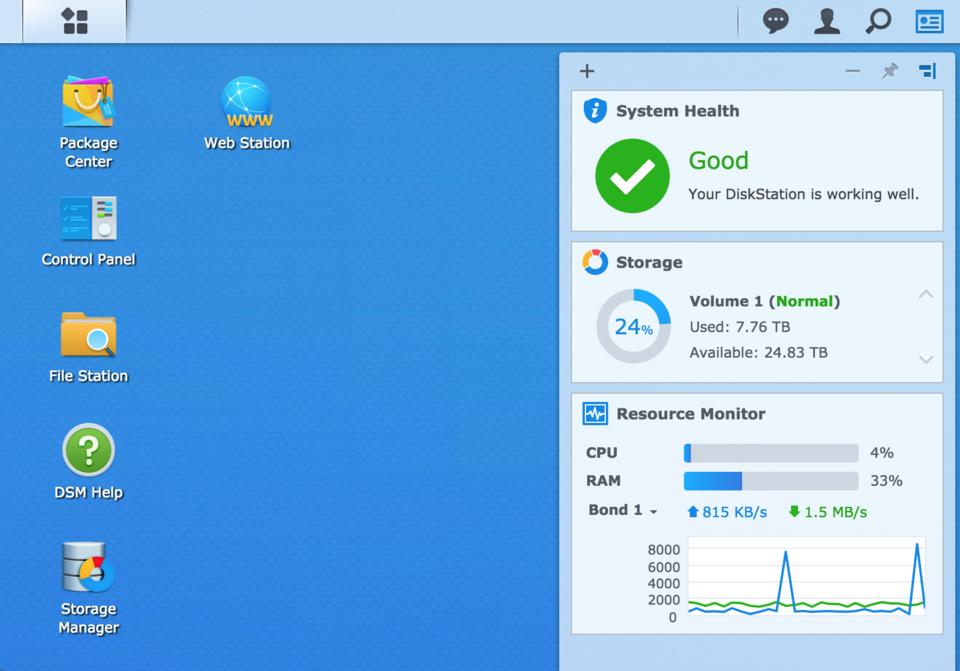 Package
Center
WWW
Web Station
Control Panel
File Station
?
DSM Help
Storage
Manager
System Health
Good
Your DiskStation is working well.
Storage
24%
Volume 1 (Normal)
Used: 7.76 TB
Available: 24.83 TB
Resource Monitor
CPU 4%
RAM 33%
Bond 1 815 KB/s 1.5 MB/s
8000
6000
4000
2000
0